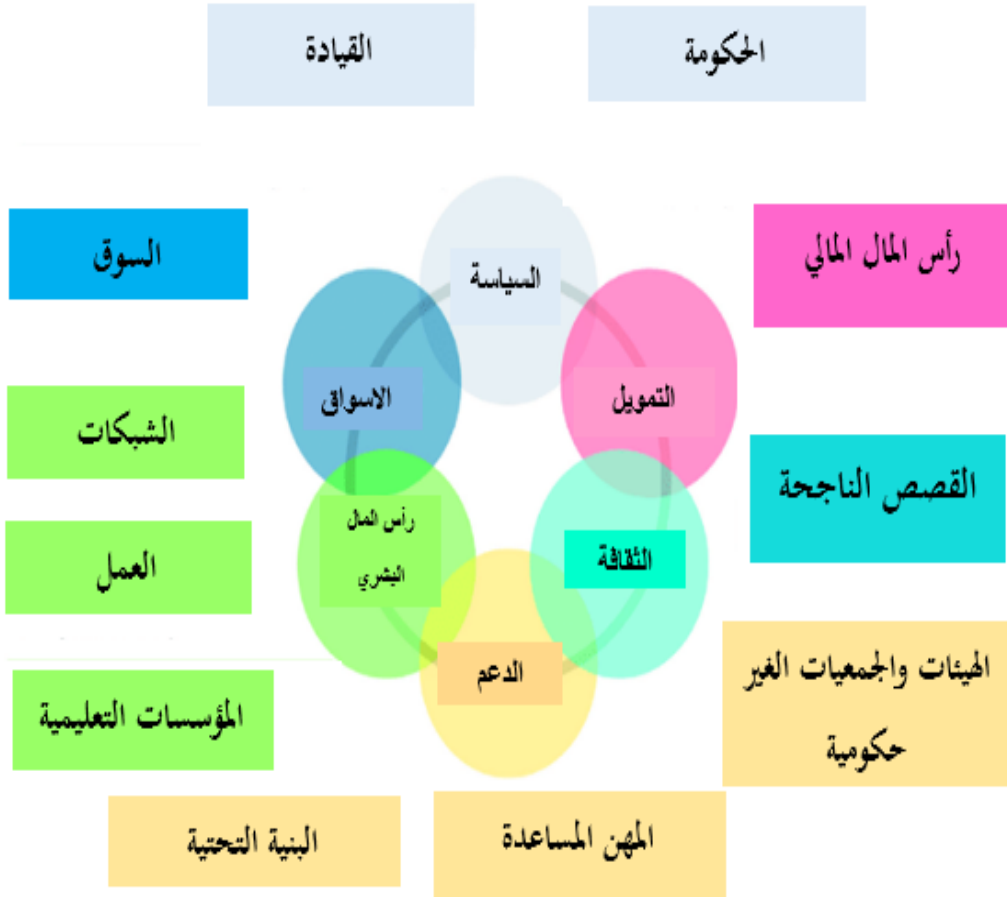 الحكومة
القيادة
رأس المال المالي
السياسة
السوق
التمويل
الاسواق
القصص الناجحة
الشبكات
رأس المال
البشري
الثقافة
العمل
الهيئات والجمعيات الغير
حكومية
الدعم
المؤسسات التعليمية
المهن المساعدة
البنية التحتية